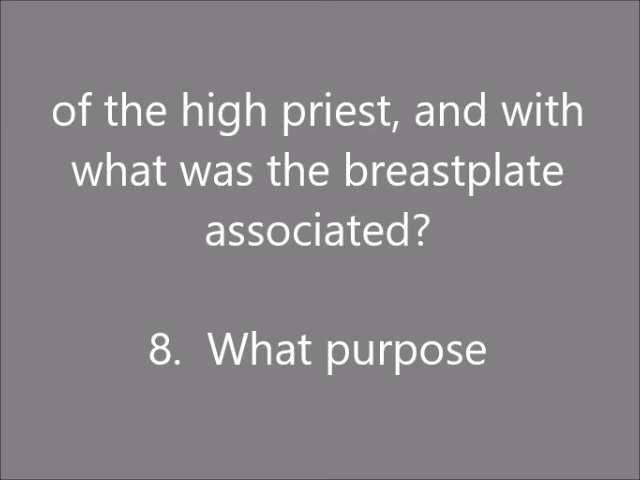 of the high priest, and with
what was the breastplate
associated?
8. What purpose